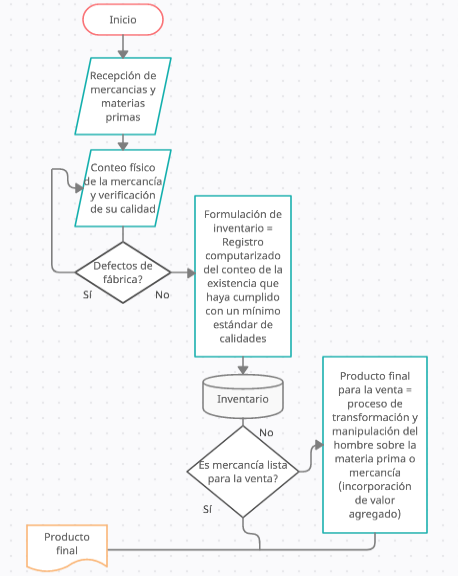 Inicio
Recepción de
mercancias y
materias
primas
Conteo físico
de la mercancía
y verificación
de su calidad
Defectos de
fábrica?
Sí
No
Formulación de
inventario =
Registro
computarizado
del conteo de la
existencia que
haya cumplido
con un mínimo
estándar de
calidades
Inventario
No
Es mercancía lista
para la venta?
Sí
Producto final
para la venta =
proceso de
transformación y
manipulación del
hombre sobre la
materia prima o
mercancía
(incorporación
de valor
agregado)
Producto
final